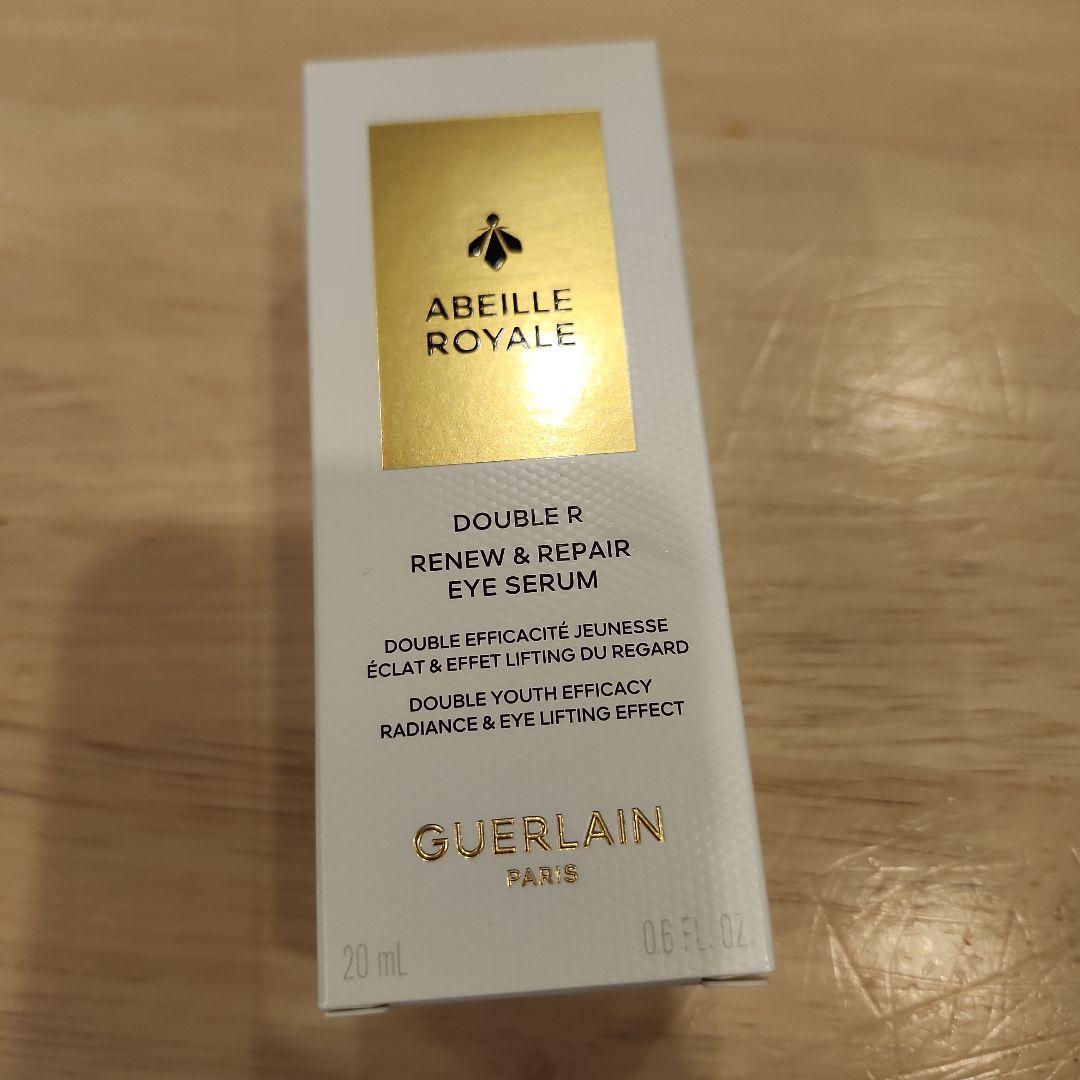 ABEILLE
ROYALE
DOUBLE R
RENEW & REPAIR
EYE SERUM
DOUBLE EFFICACITÉ JEUNESSE
ÉCLAT & EFFET LIFTING DU REGARD
DOUBLE YOUTH EFFICACY
RADIANCE & EYE LIFTING EFFECT
GUERLAIN
PARIS
20 mL 0.6 FL. OZ.